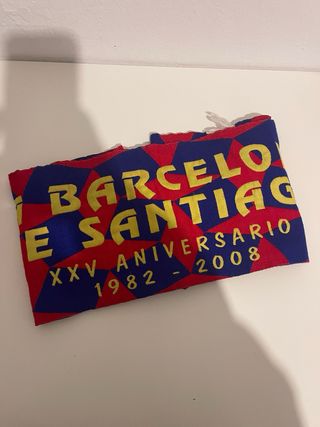 BARCELO
E SANTIAG
XXV ANIVERSARIO
1982 - 2008